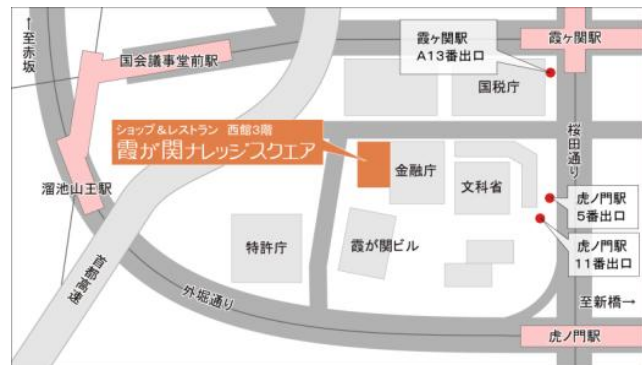 ↑至赤坂
国会議事堂前駅
霞ヶ関駅
A13番出口
霞ヶ関駅
国税庁
ショップ&レストラン 西館3階
霞が関ナレッジスクエア
金融庁
文科省
桜田通り
溜池山王駅
虎ノ門駅
5番出口
特許庁
霞が関ビル
虎ノ門駅
11番出口
首都高速
外堀通り
至新橋→
虎ノ門駅